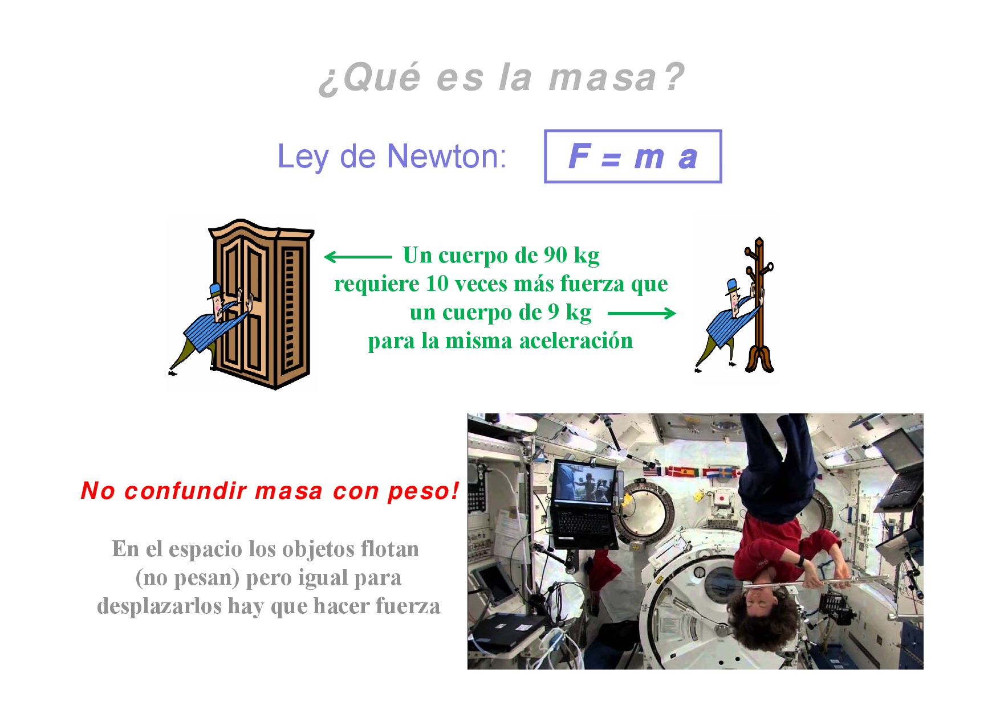 ¿Qué es la masa?
Ley de Newton:
F = m a
Un cuerpo de 90 kg
requiere 10 veces más fuerza que
un cuerpo de 9 kg
para la misma aceleración
No confundir masa con peso!
En el espacio los objetos flotan
(no pesan) pero igual para
desplazarlos hay que hacer fuerza